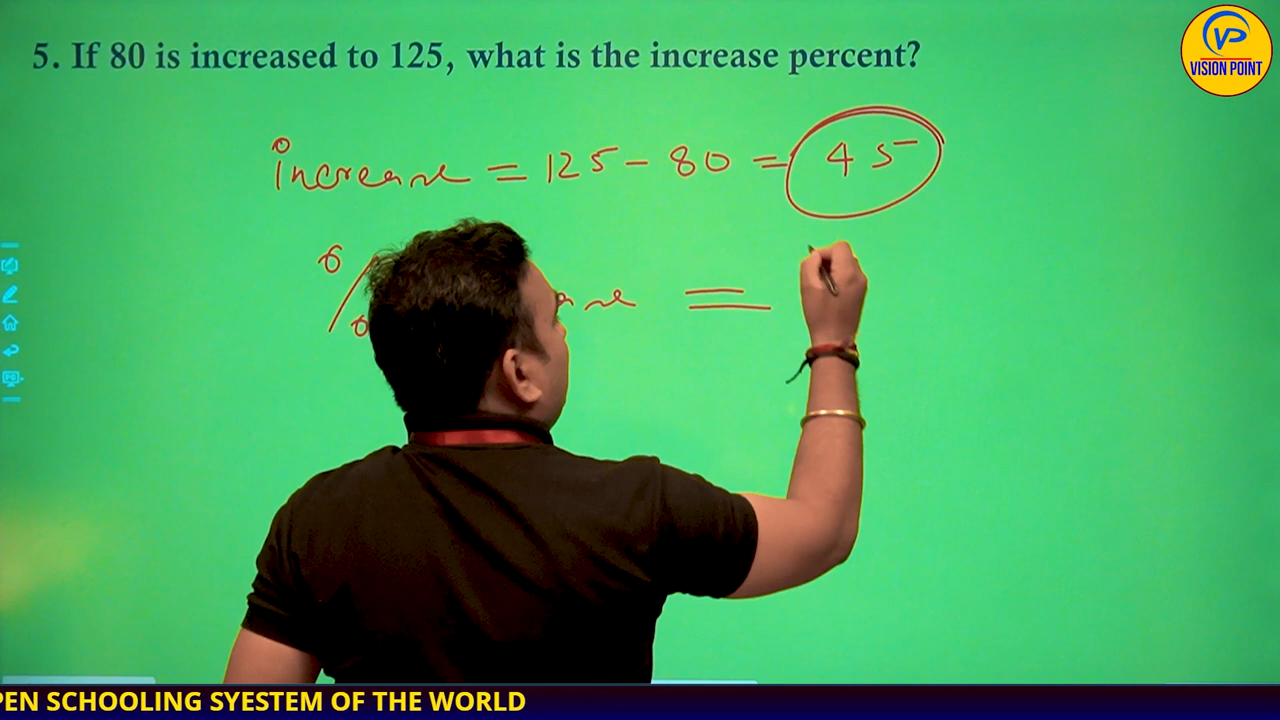 5. If 80 is increased to 125, what is the increase percent?
VP
VISION POINT
increase = 125 - 80 = 45
% =
PEN SCHOOLING SYESTEM OF THE WORLD